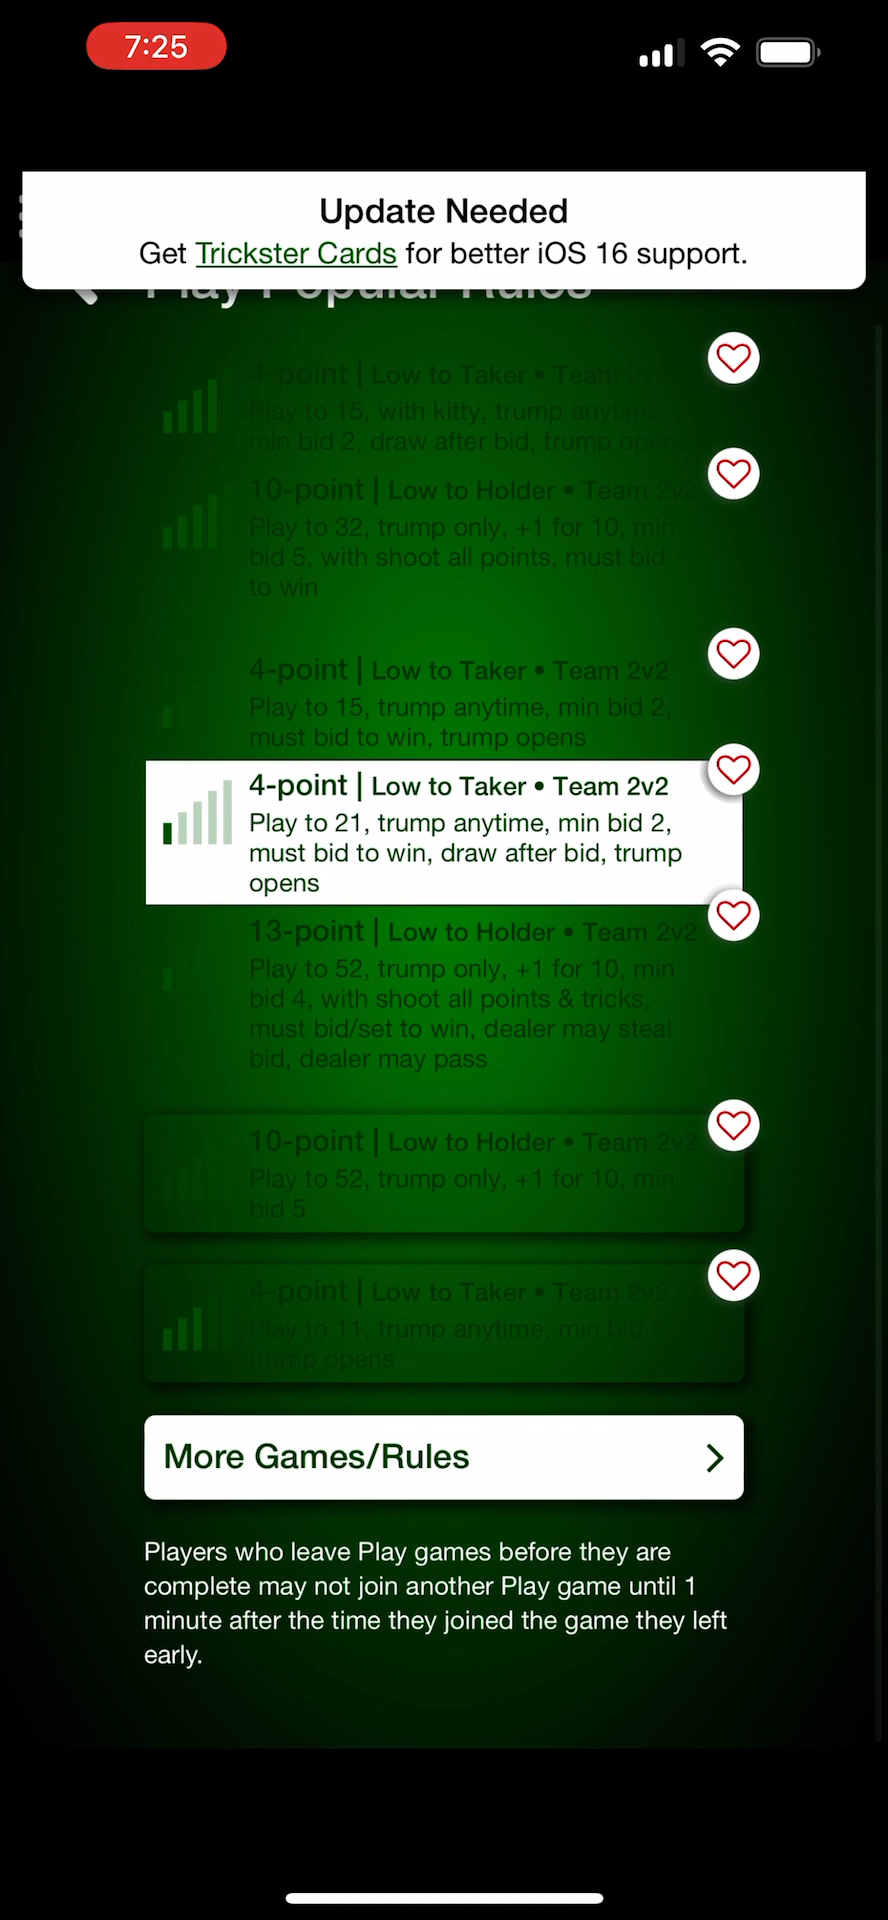 7:25
Update Needed
Get Trickster Cards for better iOS 16 support.
Play Popular Rules
4-point | Low to Taker • Team 2v2
Play to 15, with kitty, trump anytime,
min bid 2, draw after bid, trump opens
10-point | Low to Holder • Team 2v2
Play to 32, trump only, +1 for 10, min
bid 5, with shoot all points, must bid
to win
4-point | Low to Taker • Team 2v2
Play to 15, trump anytime, min bid 2,
must bid to win, trump opens
4-point | Low to Taker • Team 2v2
Play to 21, trump anytime, min bid 2,
must bid to win, draw after bid, trump
opens
13-point | Low to Holder • Team 2v2
Play to 52, trump only, +1 for 10, min
bid 4, with shoot all points & tricks,
must bid/set to win, dealer may steal
bid, dealer may pass
10-point | Low to Holder • Team 2v2
Play to 52, trump only, +1 for 10, min
bid 5
4-point | Low to Taker • Team 2v2
Play to 11, trump anytime, min bid
trump opens
More Games/Rules
Players who leave Play games before they are
complete may not join another Play game until 1
minute after the time they joined the game they left
early.